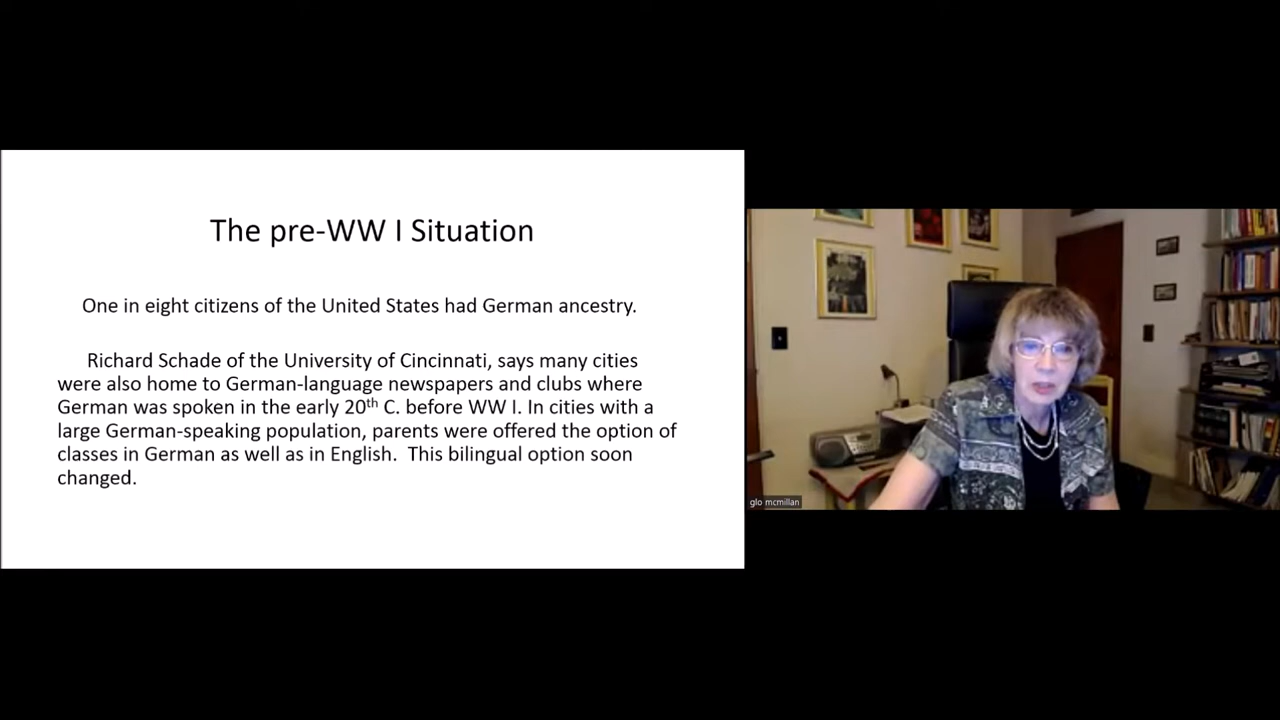 The pre-WW I Situation
One in eight citizens of the United States had German ancestry.
Richard Schade of the University of Cincinnati, says many cities
were also home to German-language newspapers and clubs where
German was spoken in the early 20th C. before WW I. In cities with a
large German-speaking population, parents were offered the option of
classes in German as well as in English.  This bilingual option soon
changed.
glo mcmillan